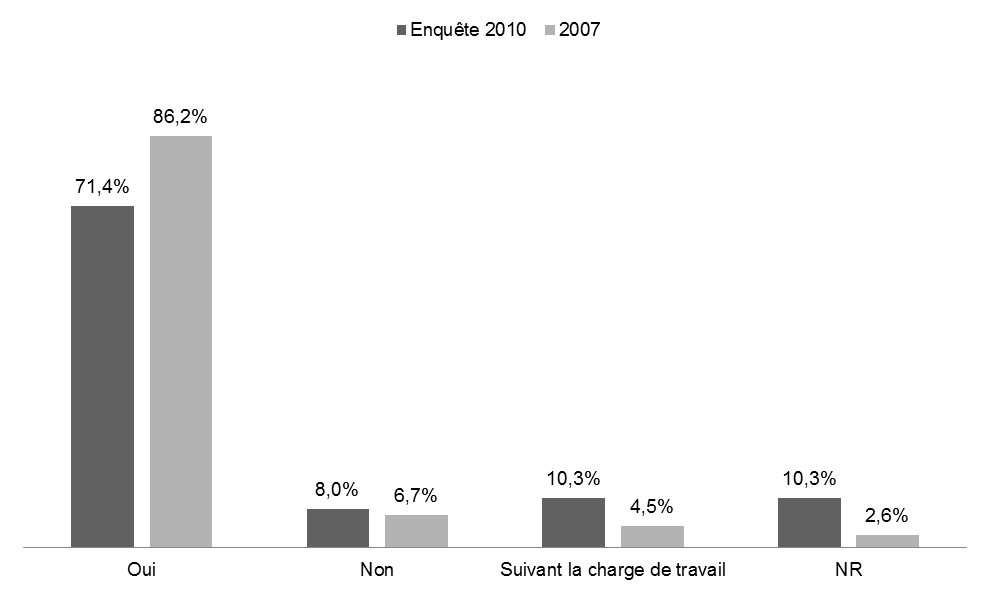 Enquête 2010 2007
86,2%
71,4%
8,0% 6,7% 10,3% 4,5% 10,3% 2,6%
Oui Non Suivant la charge de travail NR